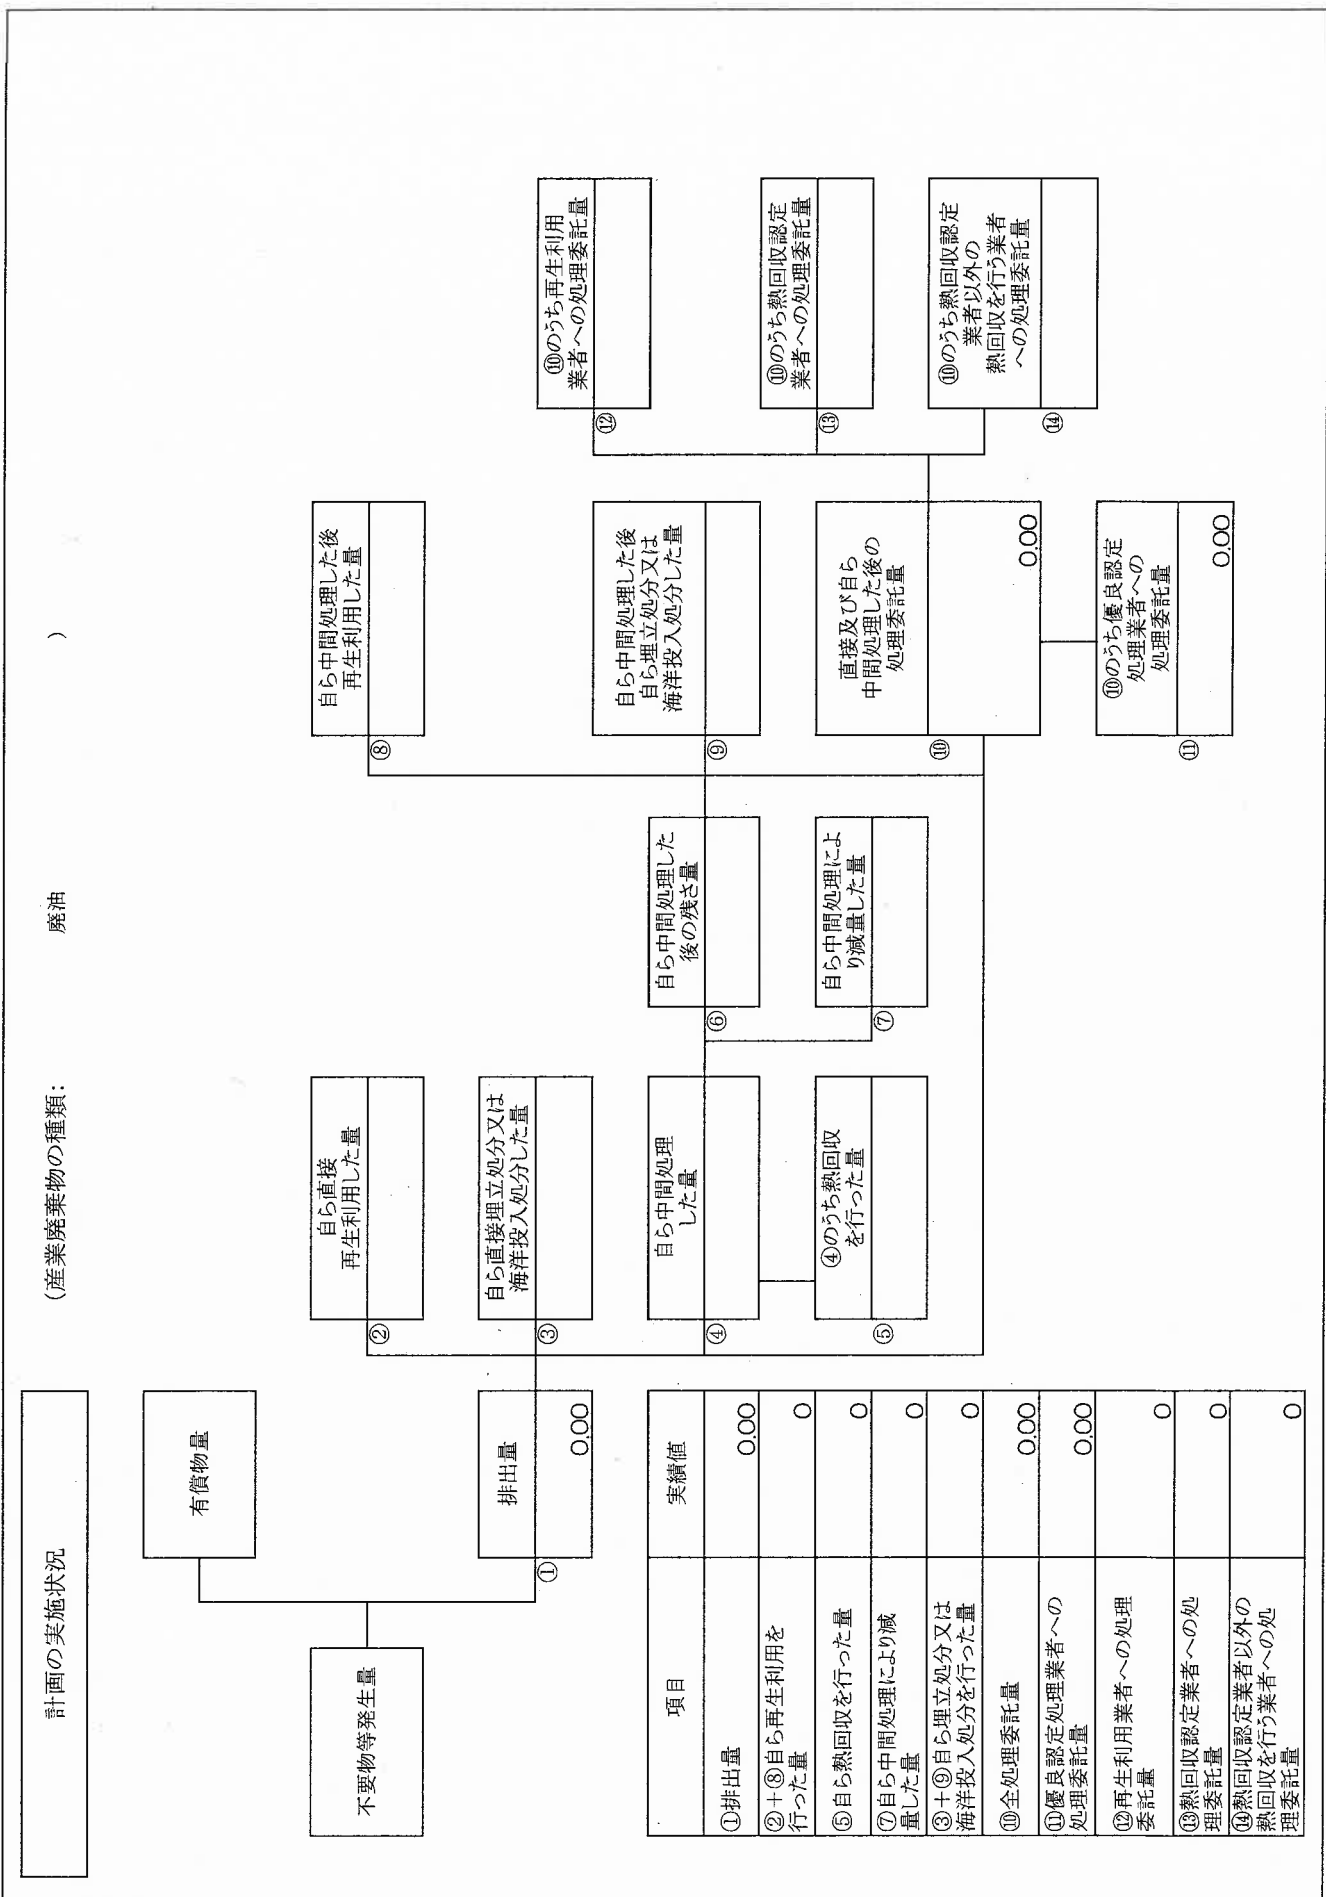 計画の実施状況
(産業廃棄物の種類:
廃油
)
不要物等発生量
有償物量
排出量
①
0.00
自ら直接
再生利用した量
②
自ら直接埋立処分又は
海洋投入処分した量
③
自ら中間処理
した量
④
④のうち熱回収
を行った量
⑤
自ら中間処理した
後の残さ量
⑥
自ら中間処理によ
り減量した量
⑦
自ら中間処理した後
再生利用した量
⑧
自ら中間処理した後
自ら埋立処分又は
海洋投入処分した量
⑨
直接及び自ら
中間処理した後の
処理委託量
⑩
0.00
⑩のうち優良認定
処理業者への
処理委託量
⑪
0.00
⑩のうち再生利用
業者への処理委託量
⑫
⑩のうち熱回収認定
業者への処理委託量
⑬
⑩のうち熱回収認定
業者以外の
熱回収を行う業者
への処理委託量
⑭
項目
実績値
①排出量
0.00
②+⑧自ら再生利用を
行った量
0
⑤自ら熱回収を行った量
0
⑦自ら中間処理により減
量した量
0
③+⑨自ら埋立処分又は
海洋投入処分を行った量
0
⑩全処理委託量
0.00
⑪優良認定処理業者への
処理委託量
0.00
⑫再生利用業者への処理
委託量
0
⑬熱回収認定業者への処
理委託量
0
⑭熱回収認定業者以外の
熱回収を行う業者への処
理委託量
0